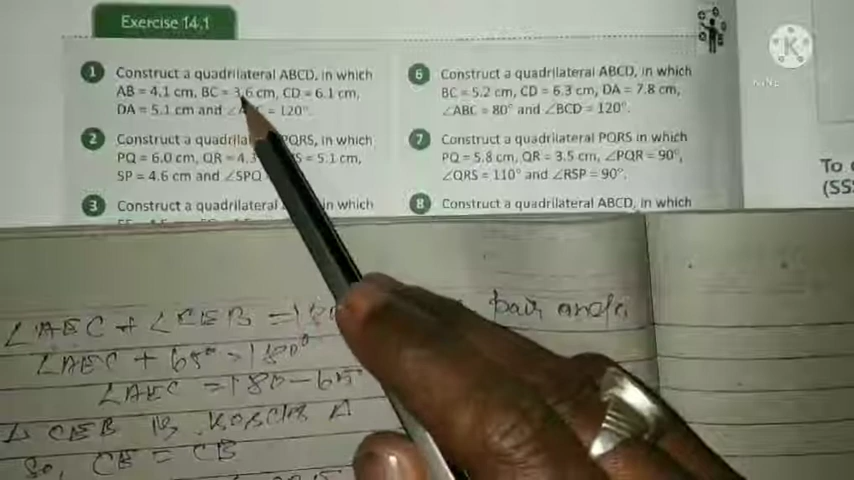 Exercise 14.1
1 Construct a quadrilateral ABCD, in which
AB = 4.1 cm, BC = 3.6 cm, CD = 6.1 cm,
DA = 5.1 cm and = 120°.
2 Construct a PQRS, in which
PQ = 6.0 cm, QR = = 5.1 cm,
SP = 4.6 cm and ∠SPQ
3 Construct a quadrilateral in which
6 Construct a quadrilateral ABCD, in which
BC = 5.2 cm, CD = 6.3 cm, DA = 7.8 cm,
∠ABC = 80° and ∠BCD = 120°.
7 Construct a quadrilateral PQRS in which
PQ = 5.8 cm, QR = 3.5 cm, ∠PQR = 90°,
∠QRS = 110° and ∠RSP = 90°.
8 Construct a quadrilateral ABCD, in which
K
To
(SSS
∠AEC + ∠CEB = pair angle
∠AEC + 65° = 180°
∠AEC = 180 - 65°
CEB is
so, CE = CB